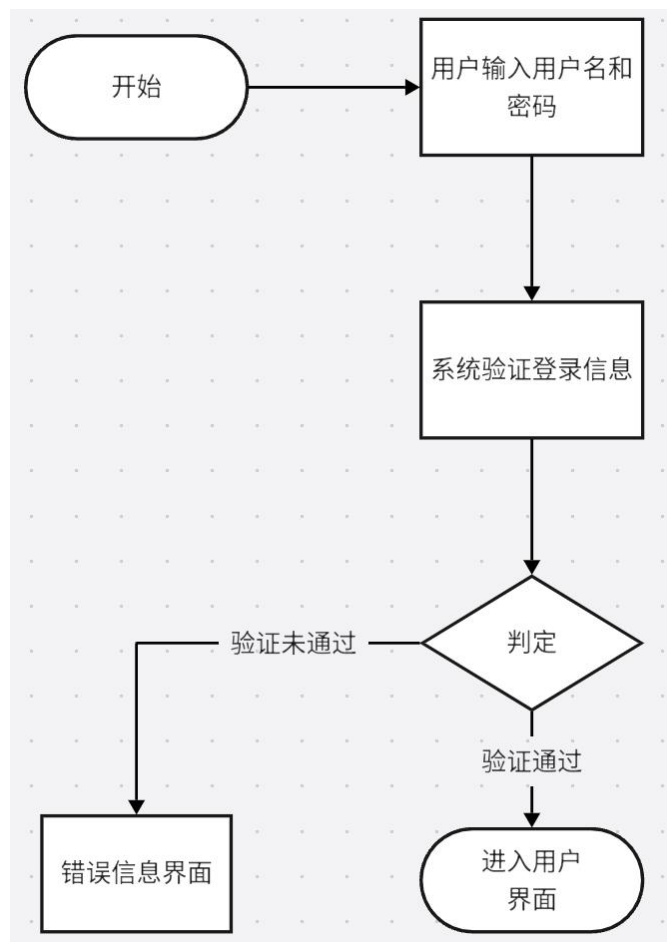 开始
用户输入用户名和
密码
系统验证登录信息
判定
验证未通过
验证通过
错误信息界面
进入用户
界面